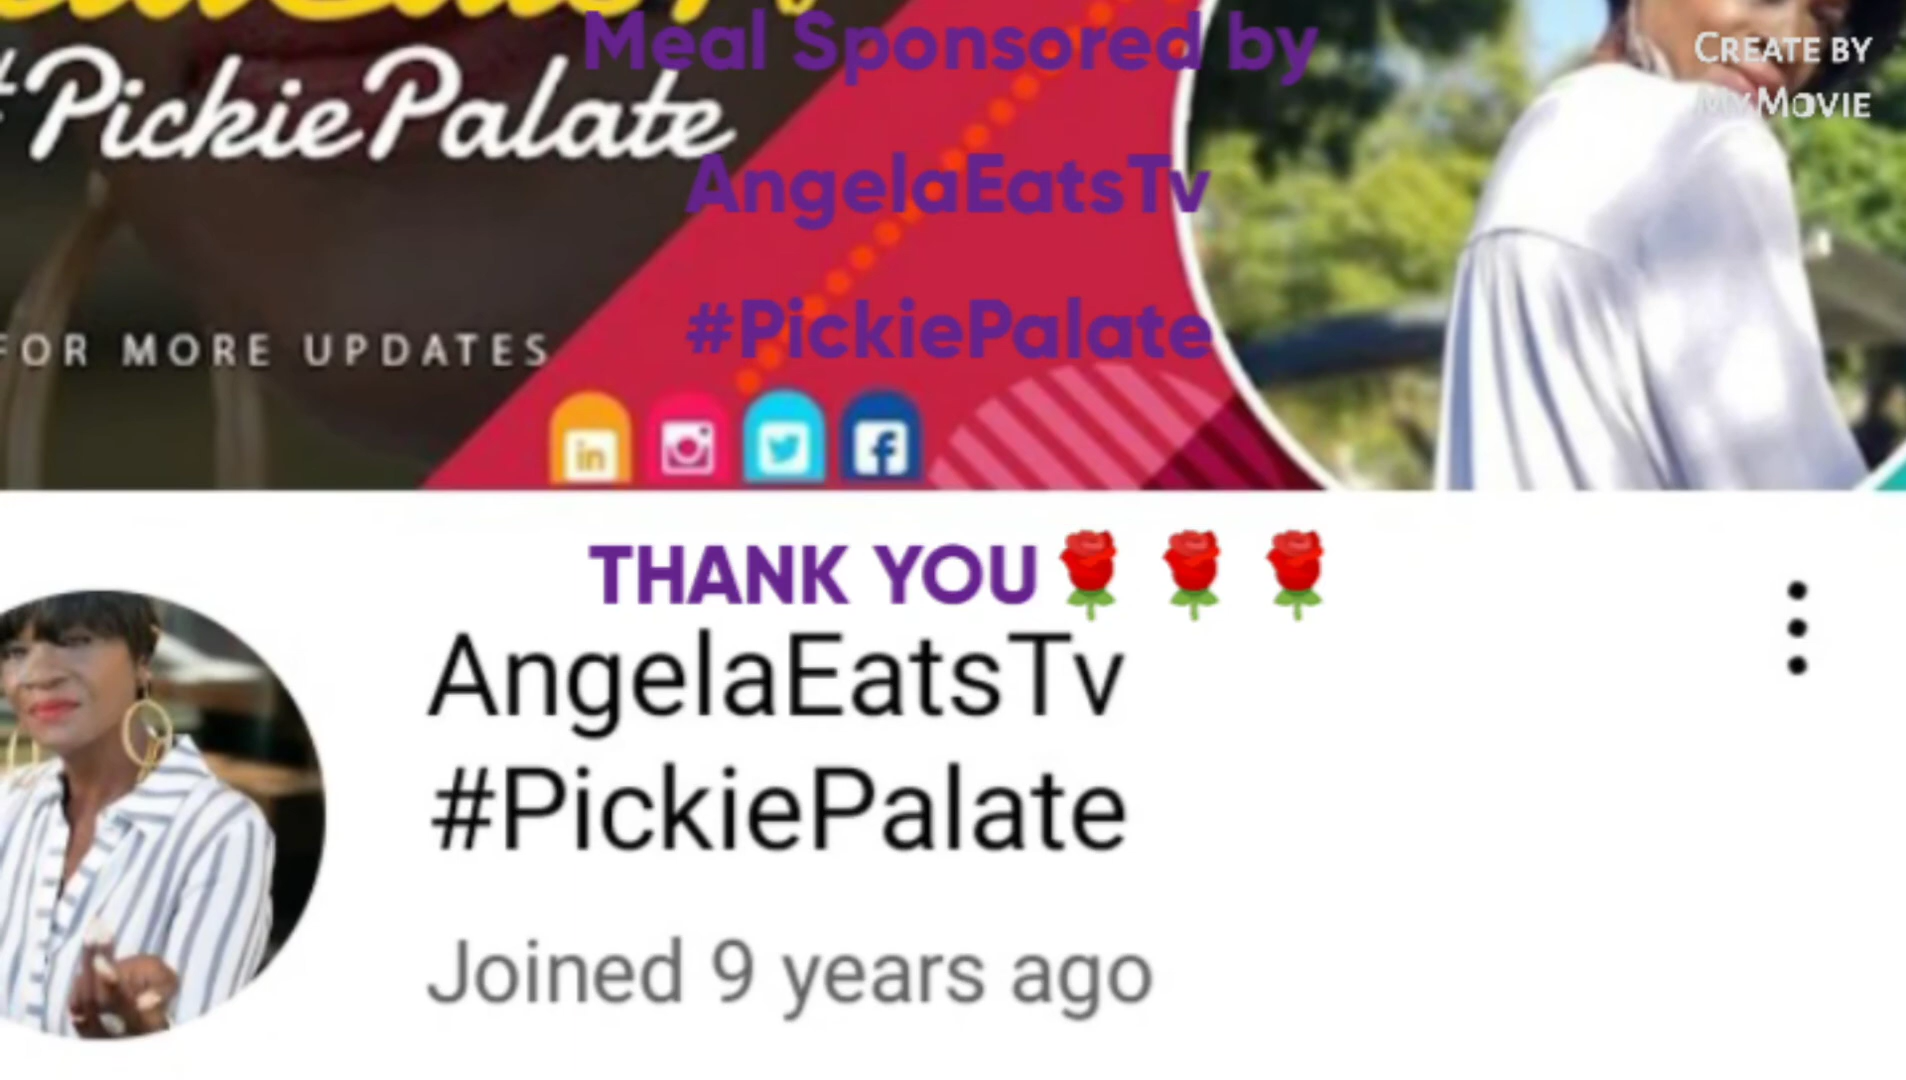 #PickiePalate
FOR MORE UPDATES
in
Meal Sponsored by
AngelaEatsTv
#PickiePalate
CREATE BY
MYMOVIE
THANK YOU🌹 🌹 🌹
AngelaEatsTv
#PickiePalate
Joined 9 years ago